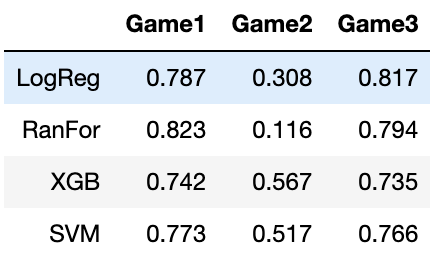 Game1 Game2 Game3
LogReg 0.787 0.308 0.817
RanFor 0.823 0.116 0.794
XGB 0.742 0.567 0.735
SVM 0.773 0.517 0.766